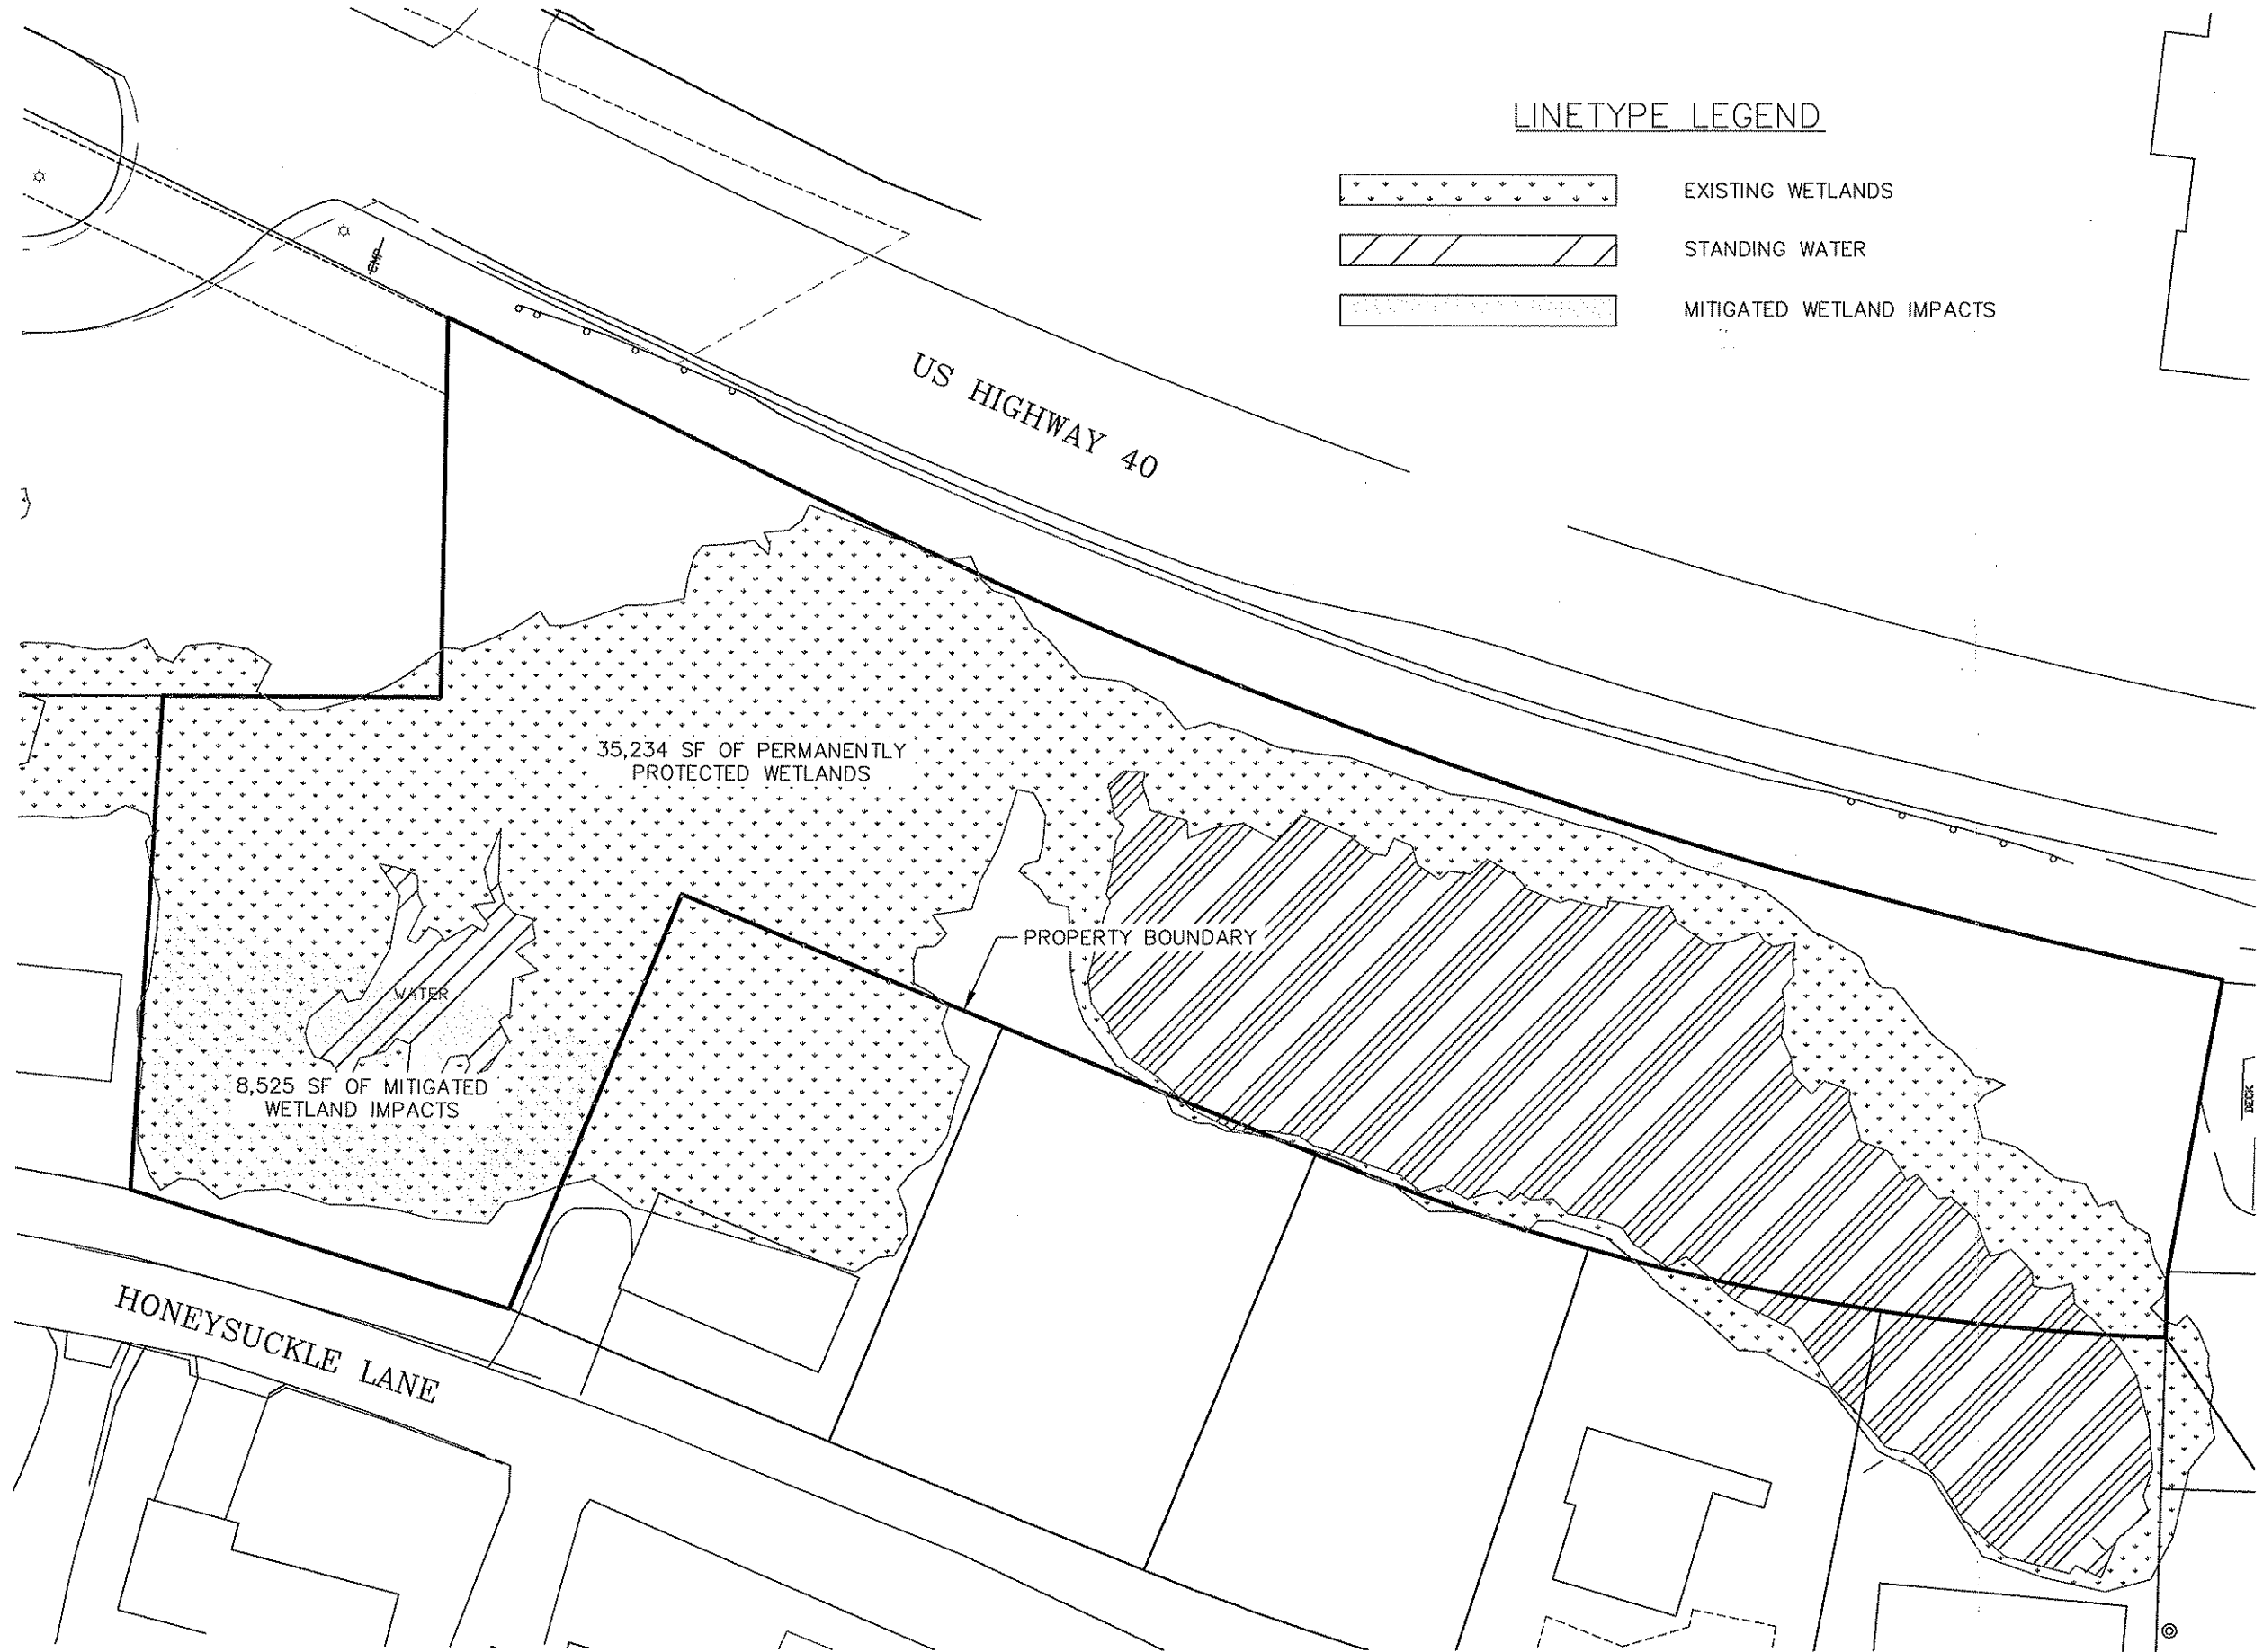 LINETYPE LEGEND
EXISTING WETLANDS
STANDING WATER
MITIGATED WETLAND IMPACTS
CMP
US HIGHWAY 40
35,234 SF OF PERMANENTLY
PROTECTED WETLANDS
PROPERTY BOUNDARY
WATER
8,525 SF OF MITIGATED
WETLAND IMPACTS
DECK
HONEYSUCKLE LANE